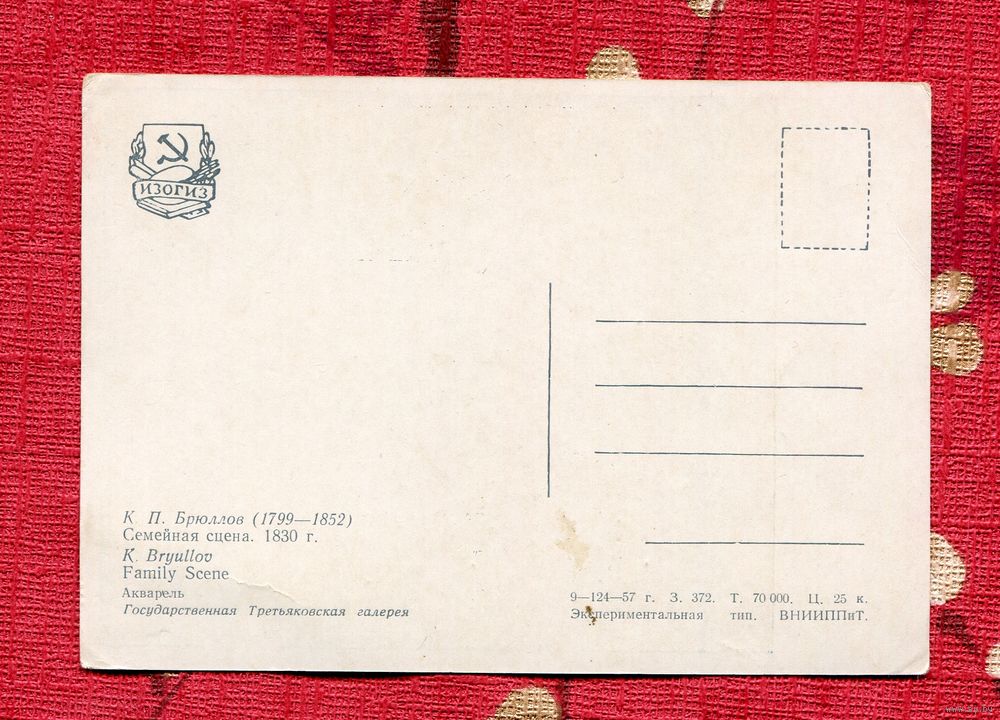 ИЗОГИЗ
К. П. Брюллов (1799—1852)
Семейная сцена. 1830 г.
K. Bryullov
Family Scene
Акварель
Государственная Третьяковская галерея
9—124—57 г. З. 372. Т. 70 000. Ц. 25 к.
Экспериментальная тип. ВНИИППиТ.